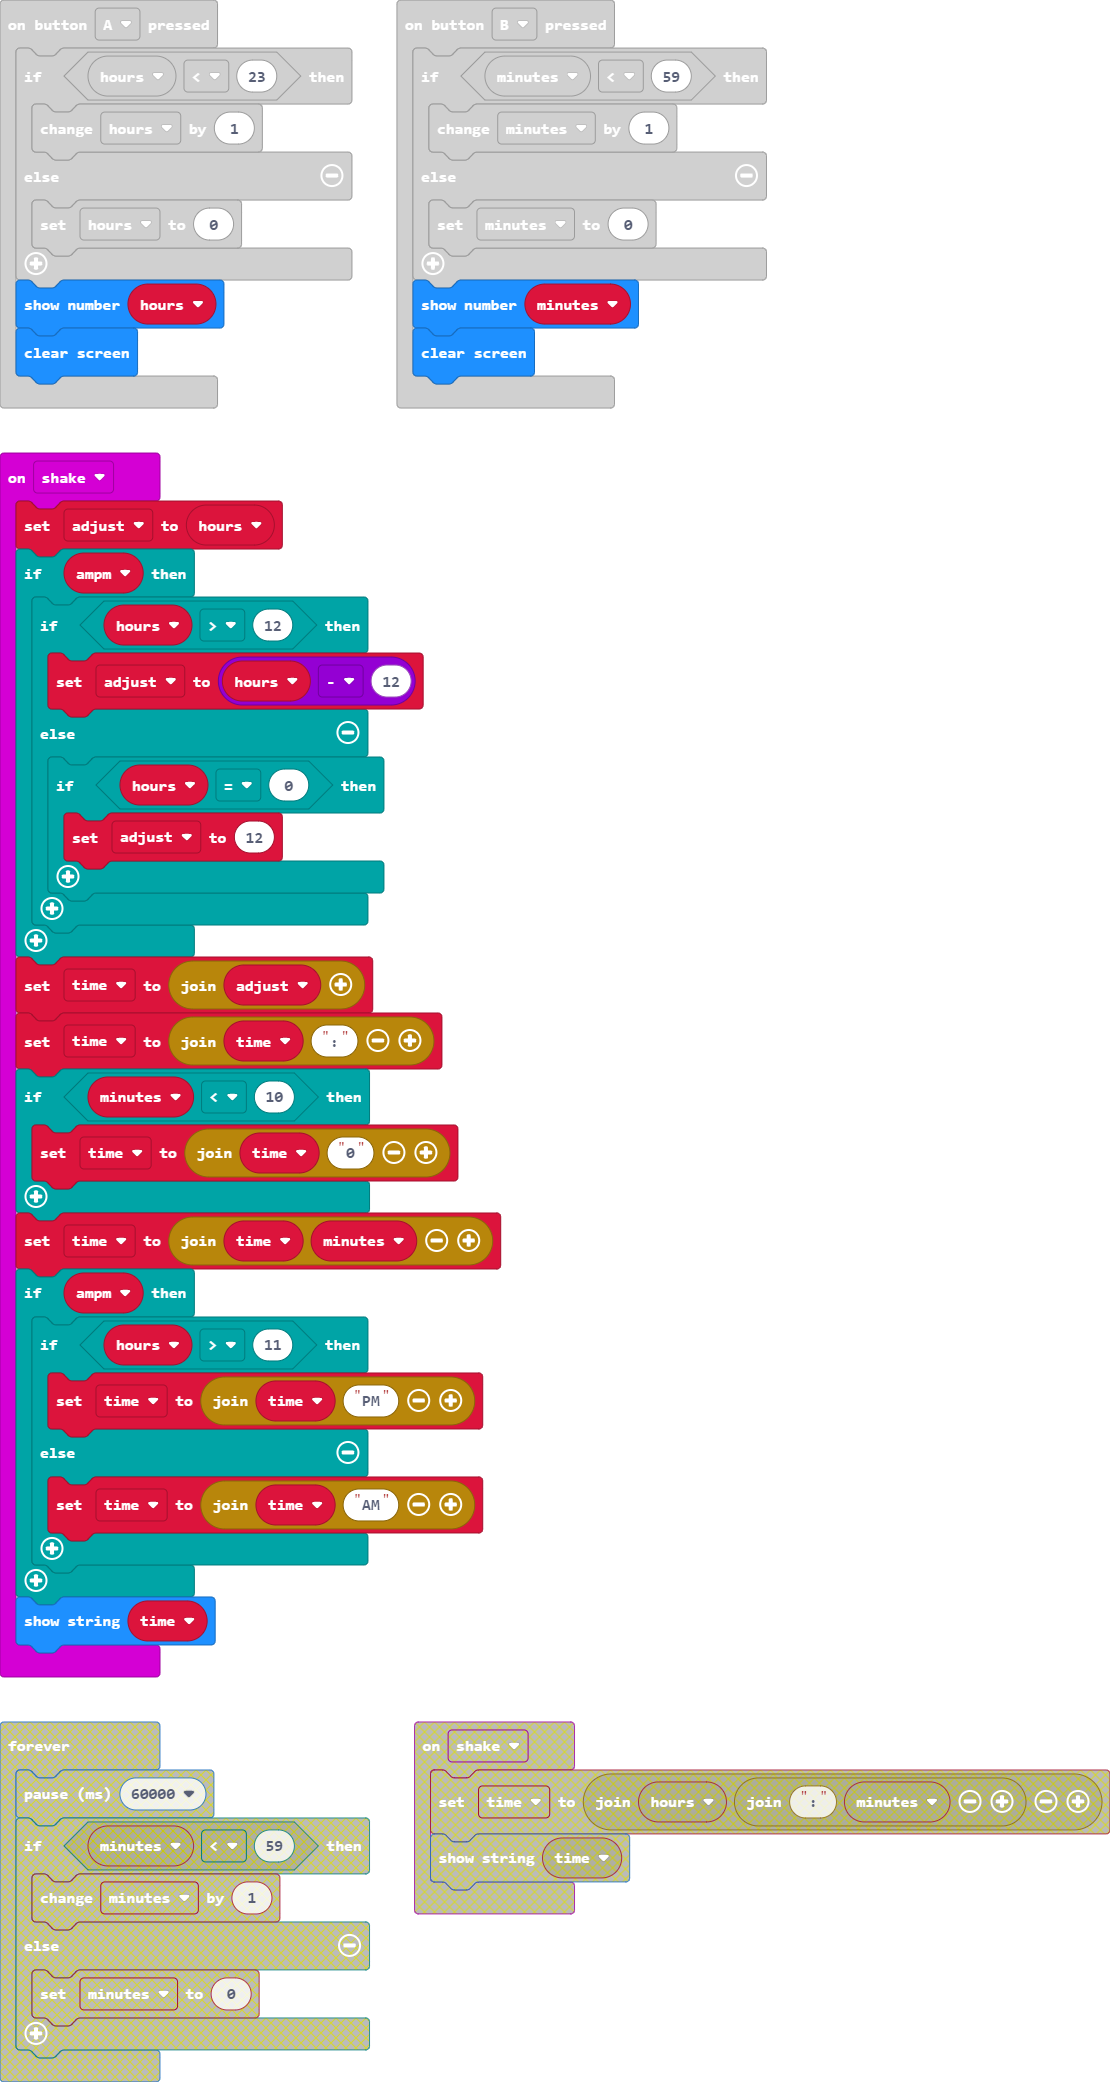 on button A pressed
if hours < 23 then
change hours by 1
else
set hours to 0
show number hours
clear screen
on button B pressed
if minutes < 59 then
change minutes by 1
else
set minutes to 0
show number minutes
clear screen
on shake
set adjust to hours
if ampm then
if hours > 12 then
set adjust to hours - 12
else
if hours = 0 then
set adjust to 12
set time to join adjust
set time to join time ":"
if minutes < 10 then
set time to join time "0"
set time to join time minutes
if ampm then
if hours > 11 then
set time to join time "PM"
else
set time to join time "AM"
show string time
forever
pause (ms) 60000
if minutes < 59 then
change minutes by 1
else
set minutes to 0
on shake
set time to join hours join ":" minutes
show string time